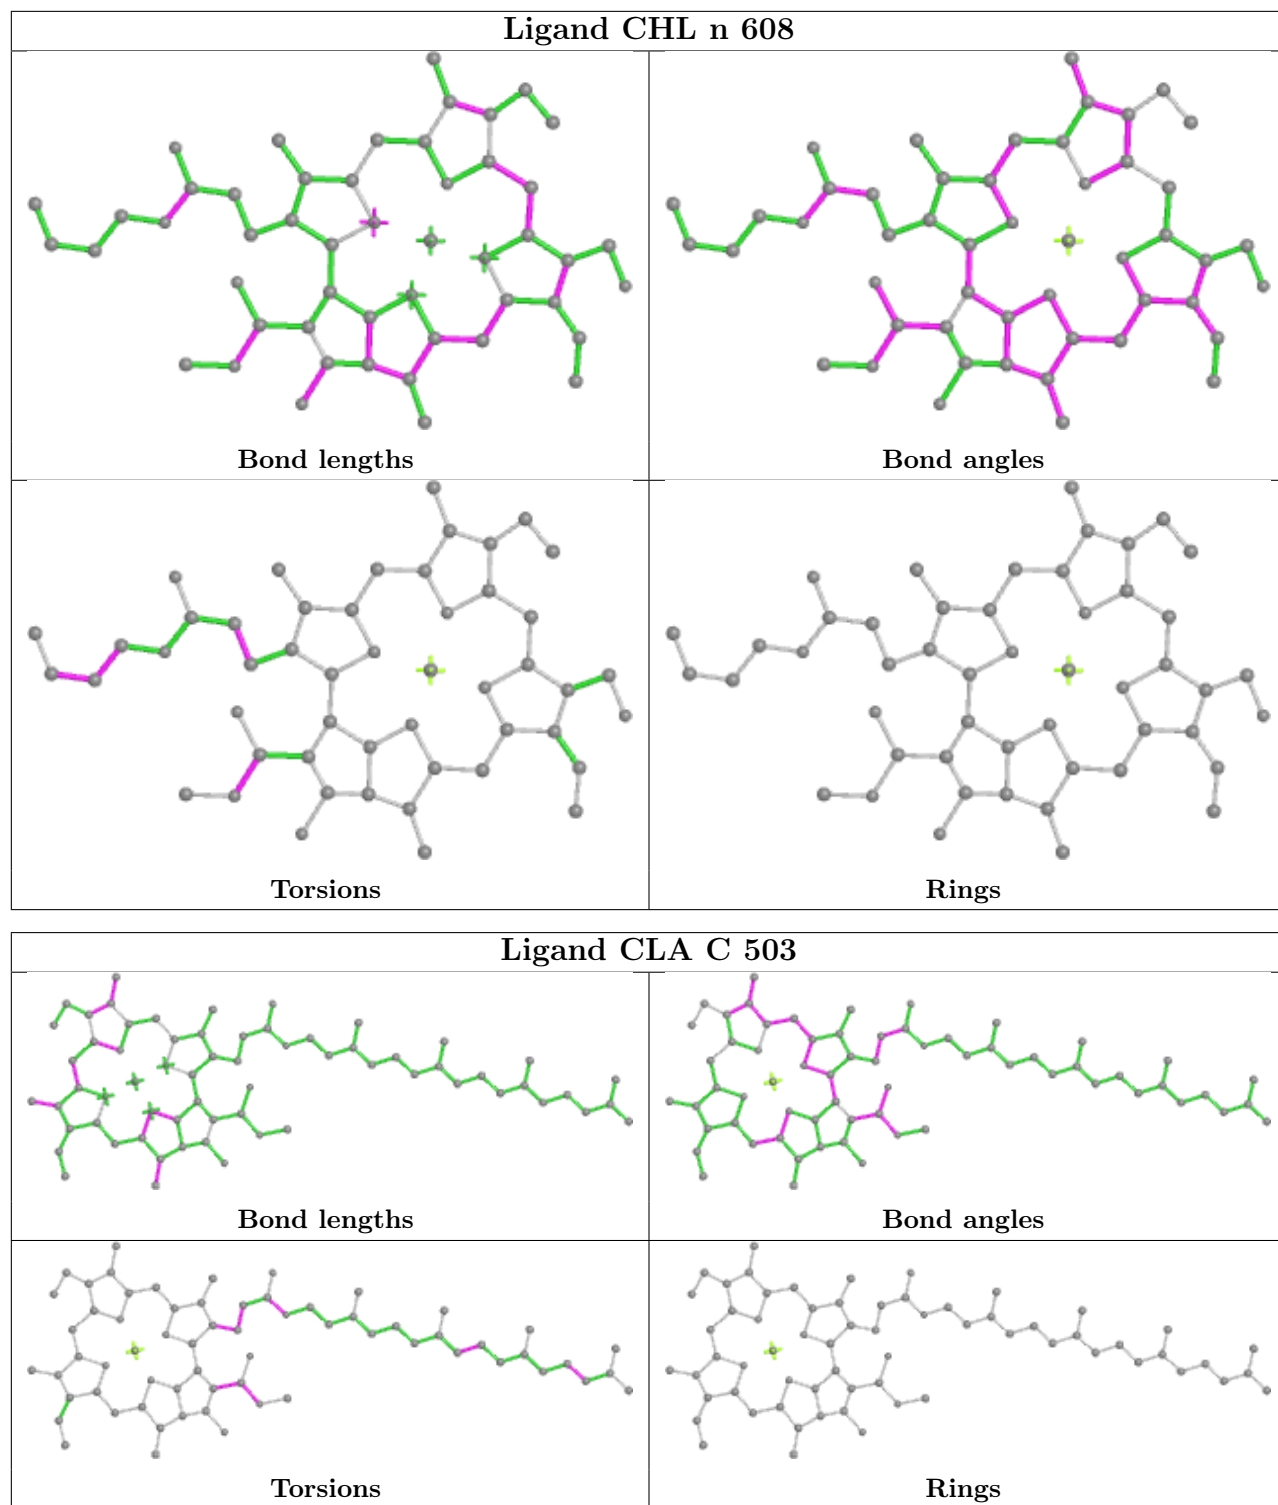 Ligand CHL n 608
Bond lengths
Bond angles
Torsions
Rings
Ligand CLA C 503
Bond lengths
Bond angles
Torsions
Rings